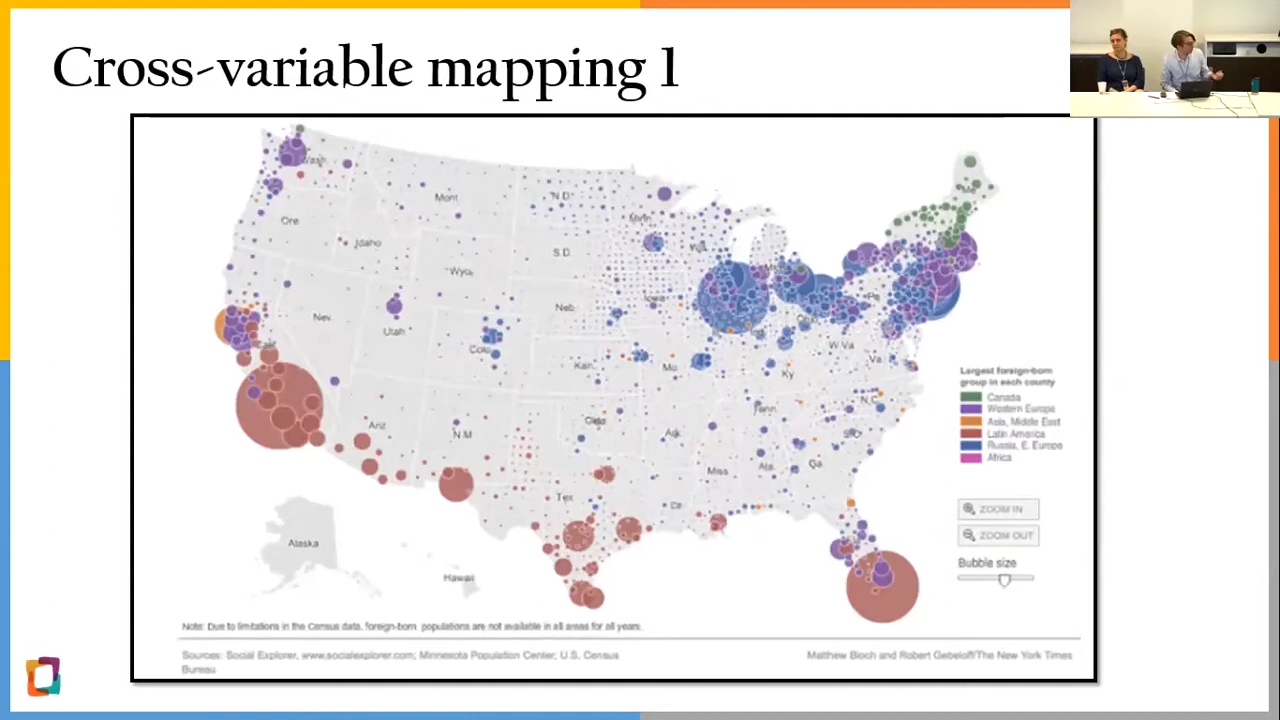 Cross-variable mapping 1
Wash.
Mont.
N.D.
Minn.
Me.
Ore.
Idaho
S.D.
Wis.
Wyo.
Iowa
Pa.
Nev.
Utah
Neb.
Colo.
W.Va.
Calif.
Kan.
Mo.
Ky.
Va.
Ariz.
N.M.
Okla.
Ark.
Tenn.
N.C.
S.C.
Tex.
Miss.
Ala.
Ga.
Alaska
Hawaii
Largest foreign-born
group in each county
Canada
Western Europe
Asia, Middle East
Latin America
Russia, E. Europe
Africa
ZOOM IN
ZOOM OUT
Bubble size
Note: Due to limitations in the Census data, foreign-born populations are not available in all areas for all years.
Sources: Social Explorer, www.socialexplorer.com; Minnesota Population Center; U.S. Census
Bureau
Matthew Bloch and Robert Gebeloff/The New York Times